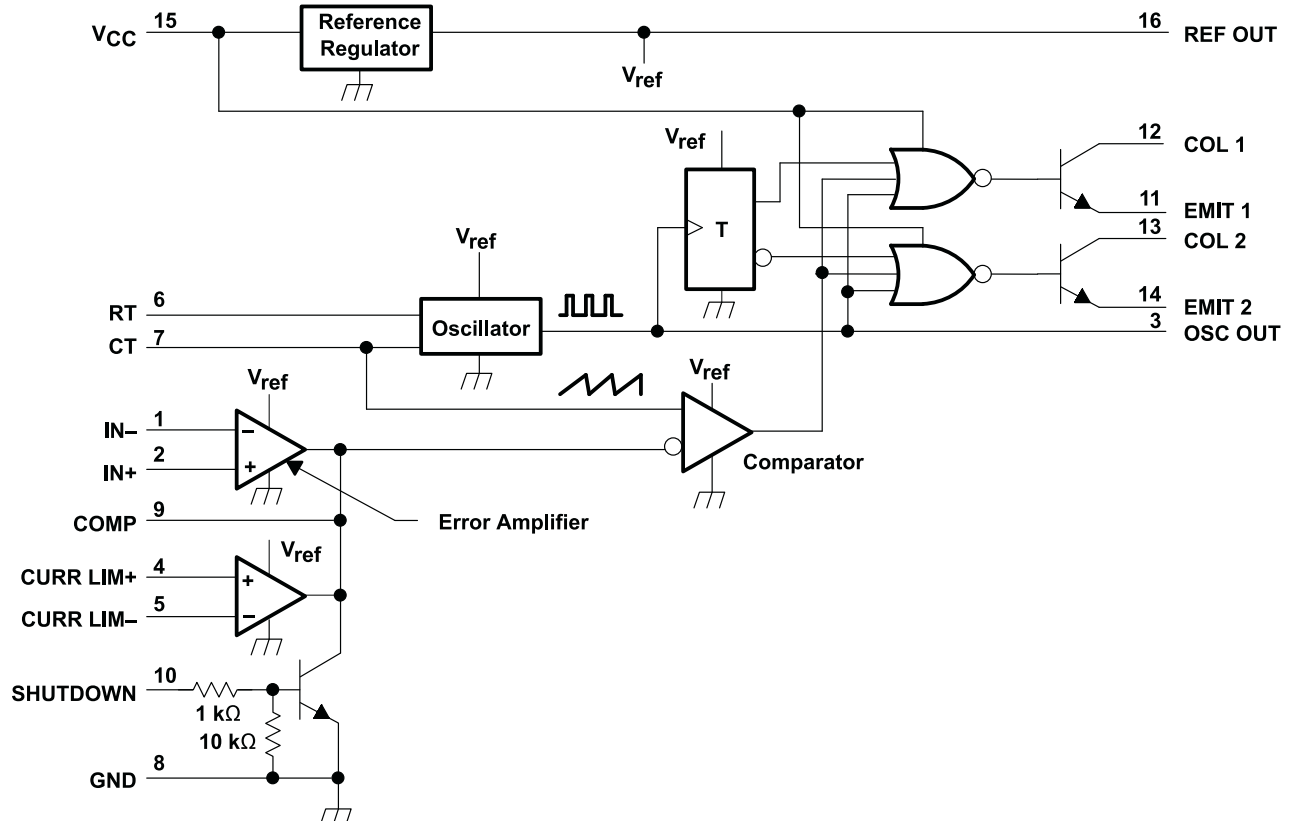 VCC 15
Reference
Regulator
16 REF OUT
Vref
Vref
12 COL 1
11 EMIT 1
13 COL 2
14 EMIT 2
3 OSC OUT
T
Vref
RT 6
CT 7
Oscillator
Vref
Vref
IN– 1
IN+ 2
–
+
Comparator
COMP 9
Error Amplifier
Vref
CURR LIM+ 4
CURR LIM– 5
+
–
SHUTDOWN 10
1 kΩ
10 kΩ
GND 8